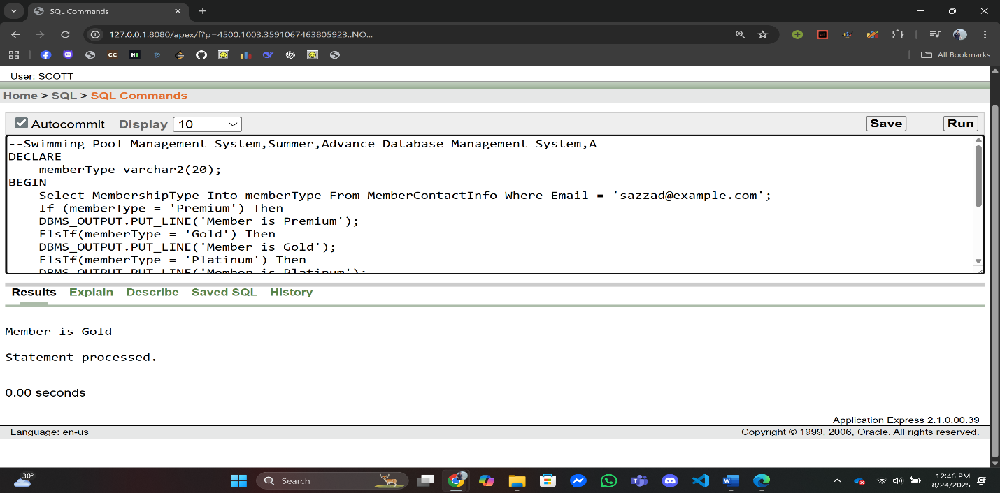 SQL Commands
127.0.0.1:8080/apex/f?p=4500:1003:3591067463805923::NO:::
CC
All Bookmarks
User: SCOTT
Home > SQL > SQL Commands
Autocommit Display 10 Save Run
--Swimming Pool Management System,Summer,Advance Database Management System,A
DECLARE
memberType varchar2(20);
BEGIN
Select MembershipType Into memberType From MemberContactInfo Where Email = 'sazzad@example.com';
If (memberType = 'Premium') Then
DBMS_OUTPUT.PUT_LINE('Member is Premium');
ElsIf(memberType = 'Gold') Then
DBMS_OUTPUT.PUT_LINE('Member is Gold');
ElsIf(memberType = 'Platinum') Then
DBMS_OUTPUT.PUT_LINE('Member is Platinum');
Results Explain Describe Saved SQL History
Member is Gold
Statement processed.
0.00 seconds
Application Express 2.1.0.00.39
Language: en-us Copyright © 1999, 2006, Oracle. All rights reserved.
30°
Search
12:46 PM
8/24/2025